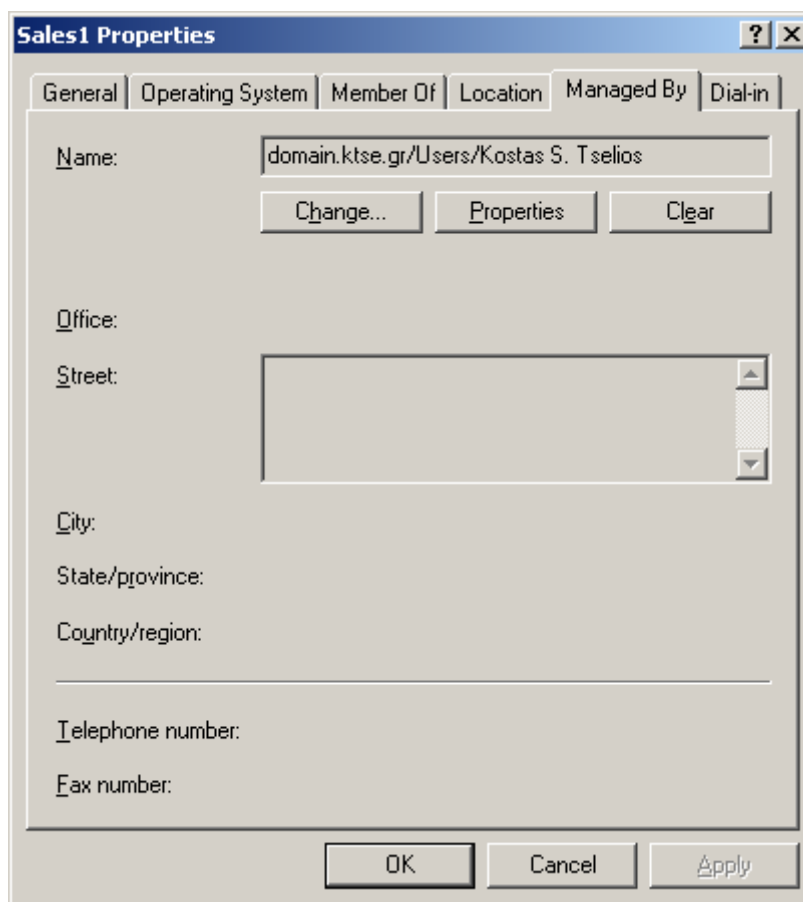 Sales1 Properties
General Operating System Member Of Location Managed By Dial-in
Name: domain.ktse.gr/Users/Kostas S. Tselios
Change... Properties Clear
Office:
Street:
City:
State/province:
Country/region:
Telephone number:
Fax number:
OK Cancel Apply